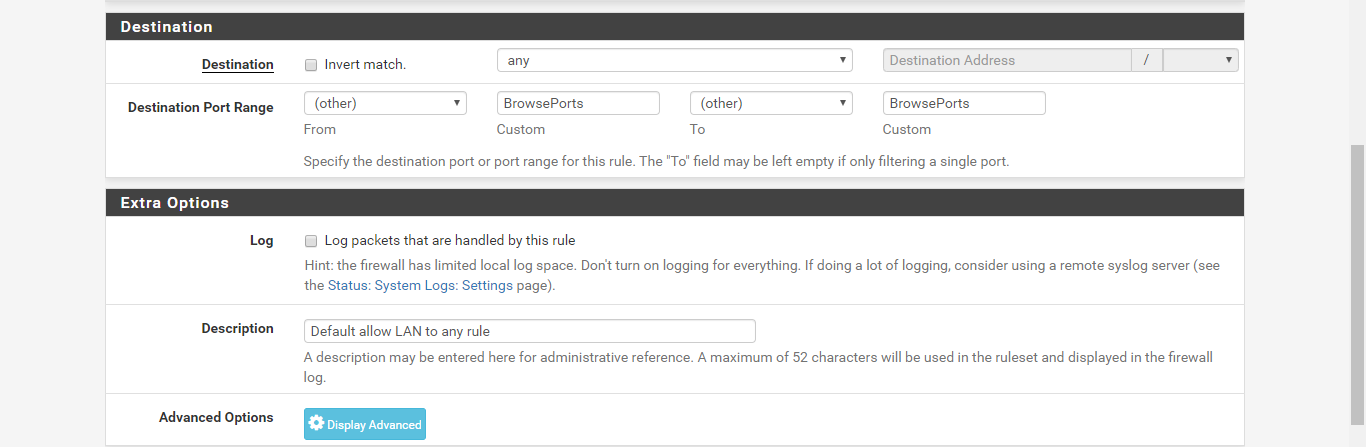 Destination
Destination Invert match. any Destination Address /
Destination Port Range (other) BrowsePorts (other) BrowsePorts
From Custom To Custom
Specify the destination port or port range for this rule. The "To" field may be left empty if only filtering a single port.
Extra Options
Log Log packets that are handled by this rule
Hint: the firewall has limited local log space. Don't turn on logging for everything. If doing a lot of logging, consider using a remote syslog server (see
the Status: System Logs: Settings page).
Description Default allow LAN to any rule
A description may be entered here for administrative reference. A maximum of 52 characters will be used in the ruleset and displayed in the firewall
log.
Advanced Options Display Advanced